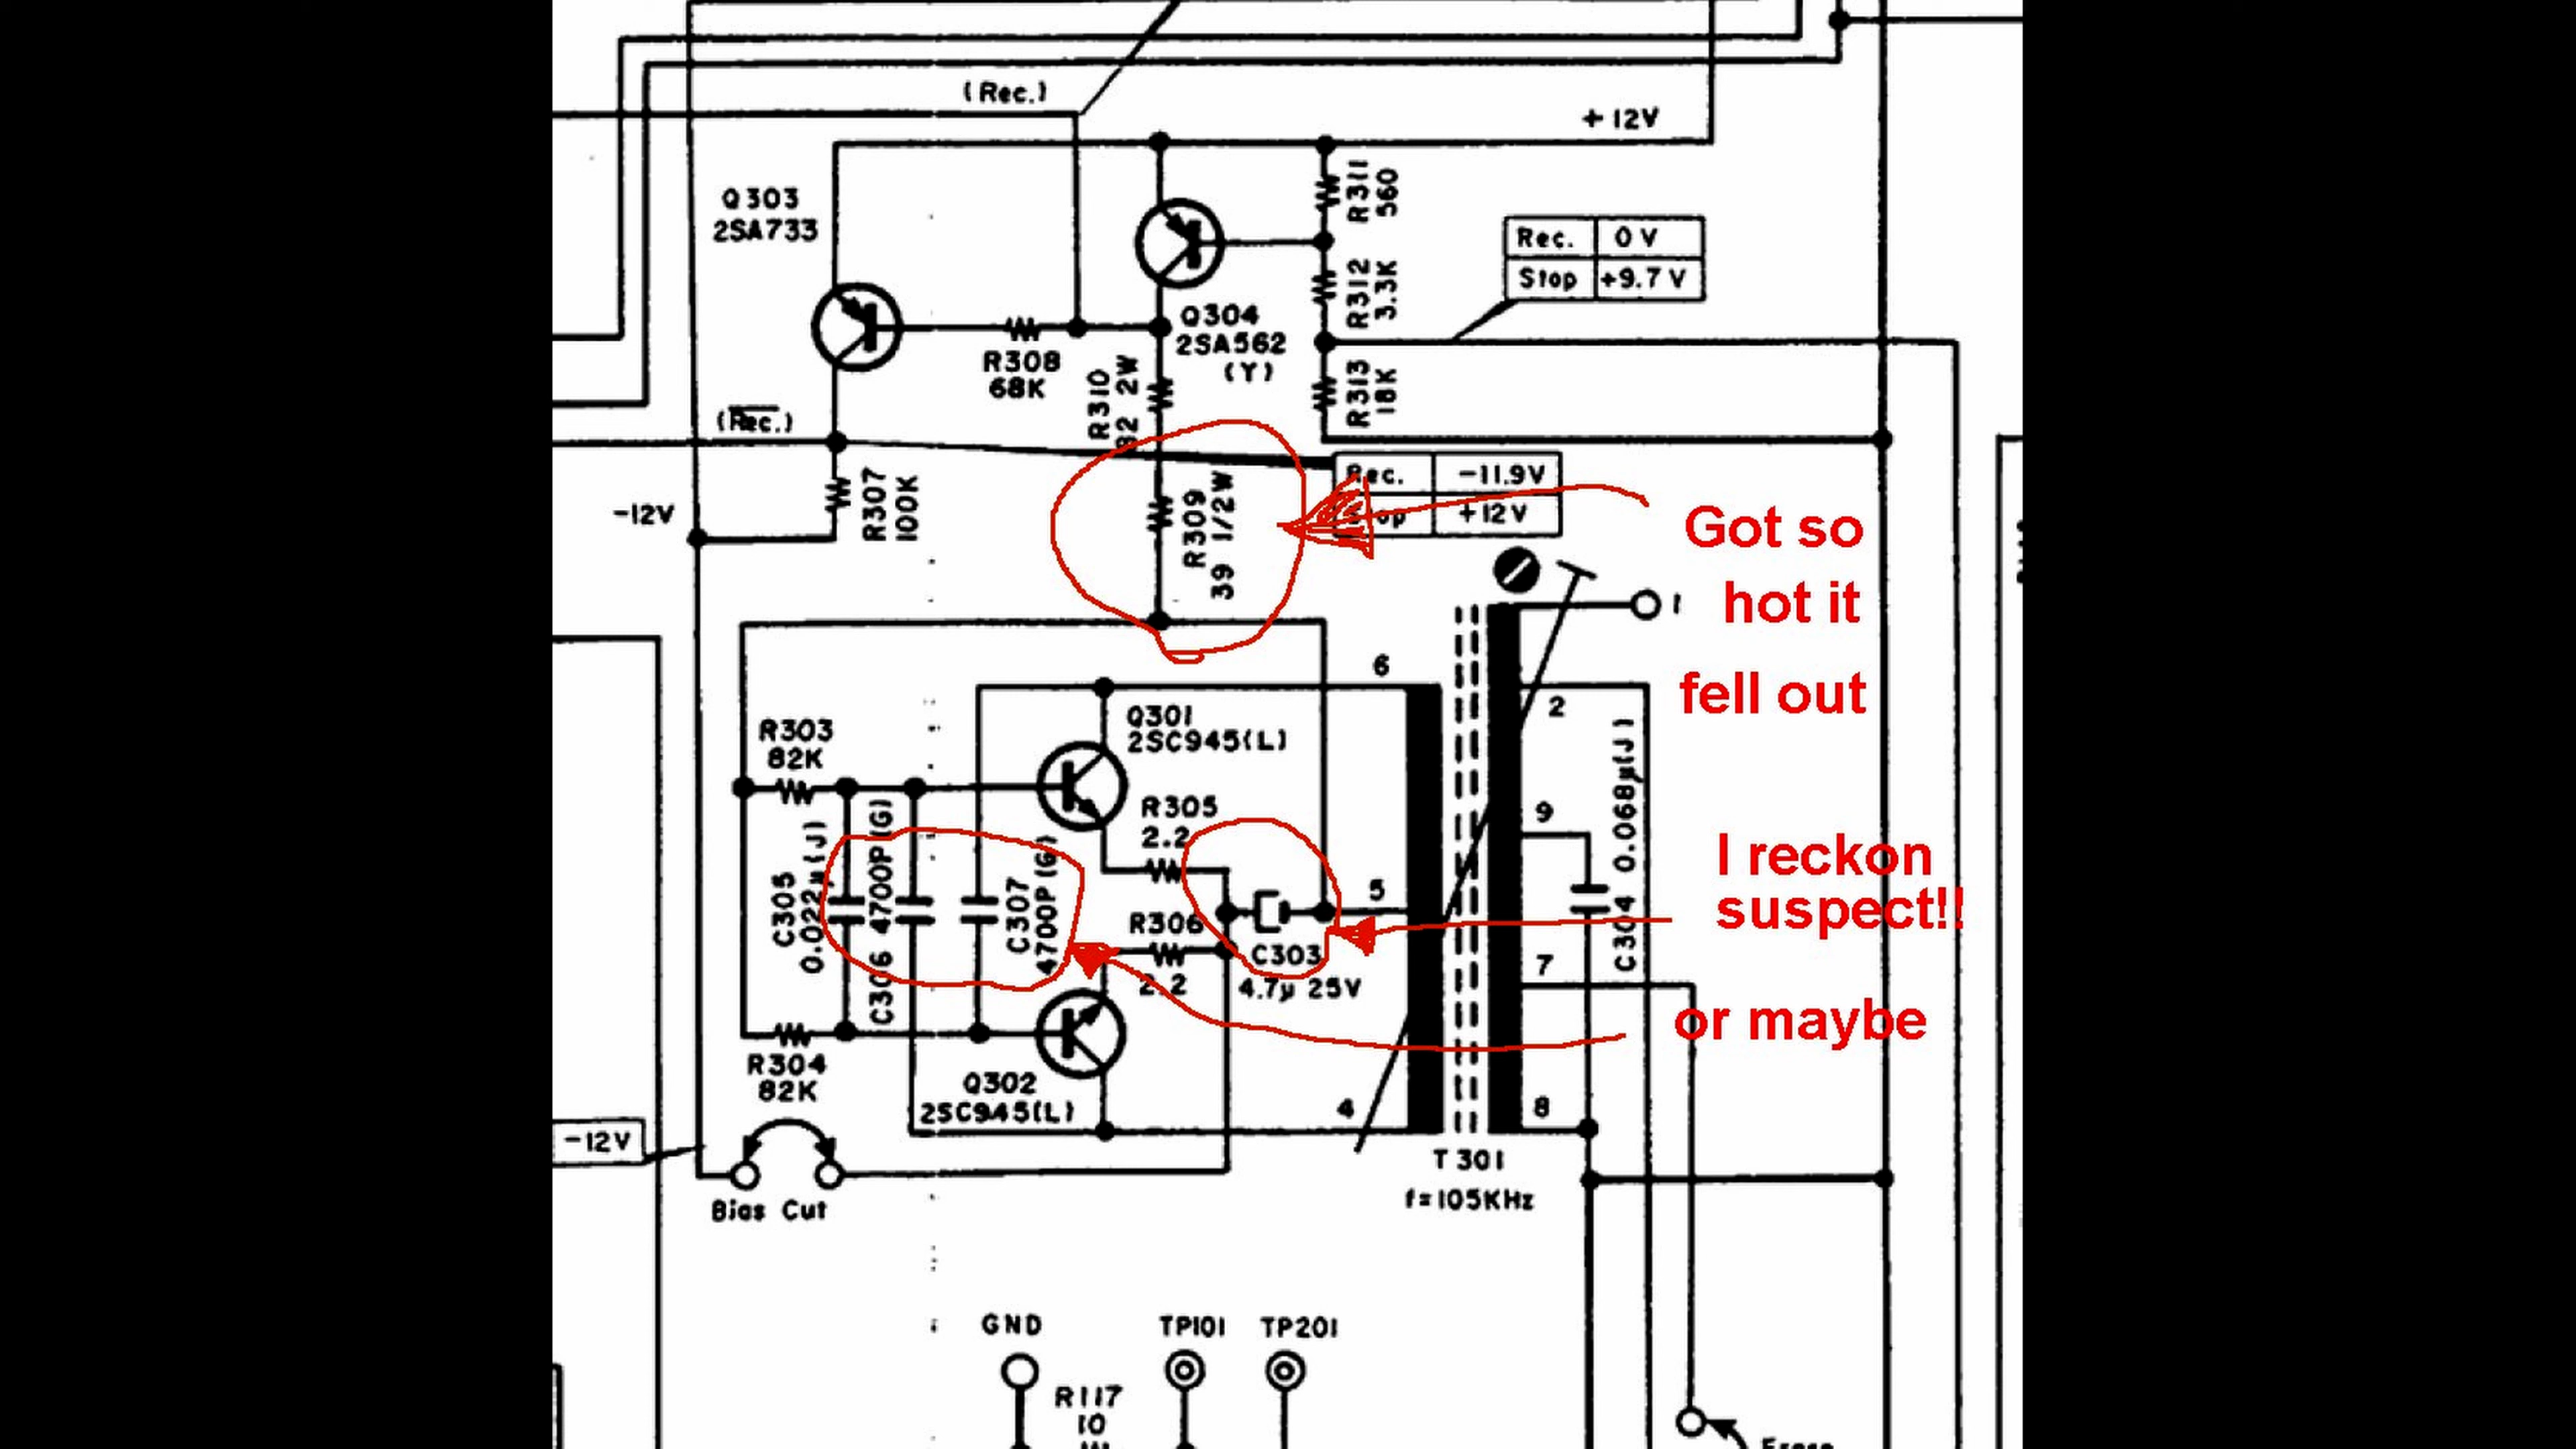 (Rec.)
+12V
Q303
2SA733
R311
560
Rec. 0V
Stop +9.7V
R312
3.3K
Q304
2SA562
(Y)
R308
68K
R310
82 2W
R313
18K
(Rec.)
Rec. -11.9V
+12V
-12V
R307
100K
R309
39 1/2W
Got so
hot it
fell out
1
6
2
Q301
2SC945(L)
R303
82K
R305
2.2
9
C304 0.068μ(J)
I reckon
suspect!!
C305
0.022μ(J)
C306 4700P(G)
C307
4700P(G)
5
R306
2.2
C303
4.7μ 25V
7
or maybe
R304
82K
Q302
2SC945(L)
4
8
-12V
T301
f=105KHz
Bias Cut
GND
TP101
TP201
R117
10